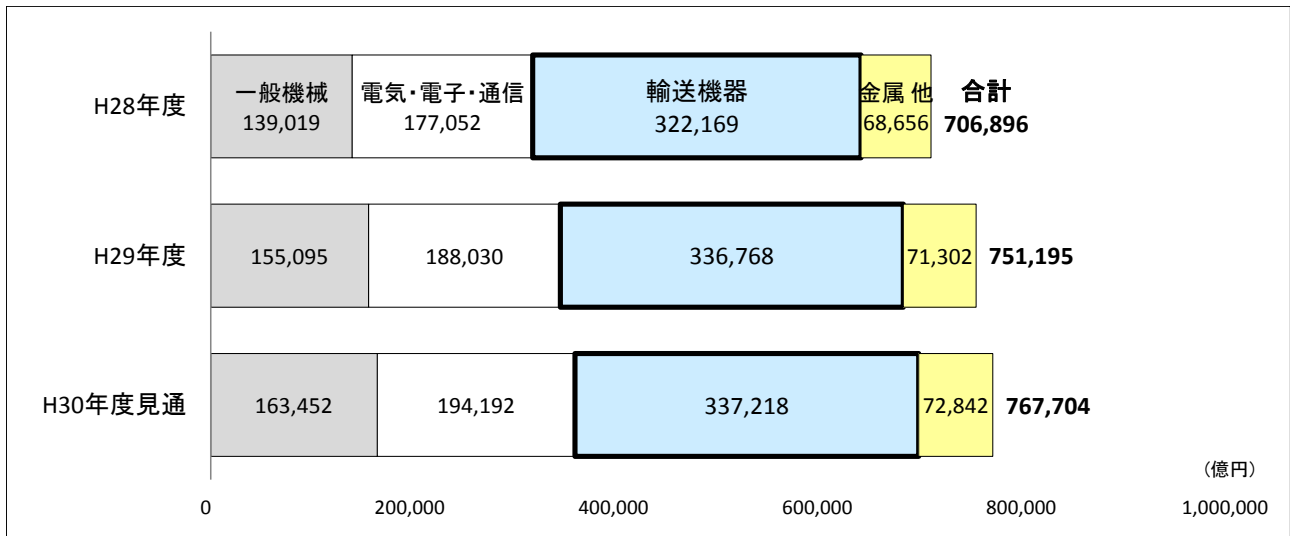 一般機械 電気・電子・通信 輸送機器 金属 他 合計
H28年度 139,019 177,052 322,169 68,656 706,896
H29年度 155,095 188,030 336,768 71,302 751,195
H30年度見通 163,452 194,192 337,218 72,842 767,704
(億円)
0 200,000 400,000 600,000 800,000 1,000,000